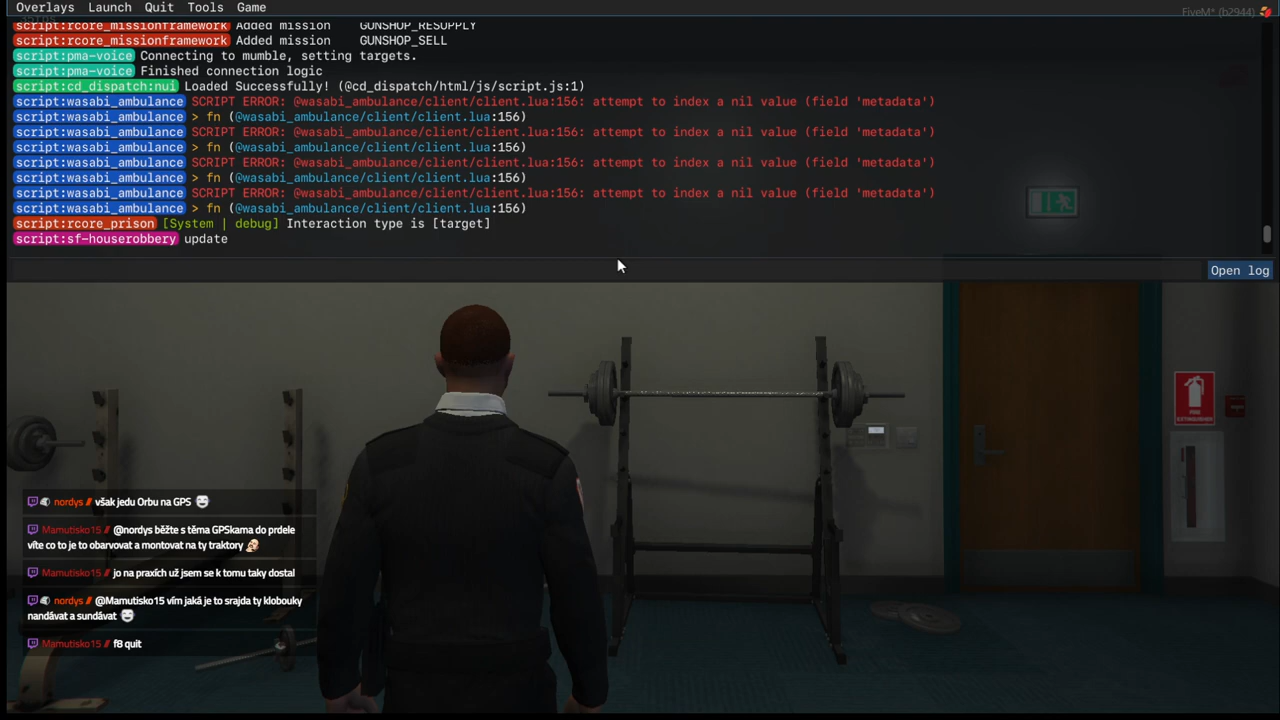 Overlays Launch Quit Tools Game
FiveM* (b2944)
script:rcore_missionframework Added mission GUNSHOP_RESUPPLY
script:rcore_missionframework Added mission GUNSHOP_SELL
script:pma-voice Connecting to mumble, setting targets.
script:pma-voice Finished connection logic
script:cd_dispatch:nui Loaded Successfully! (@cd_dispatch/html/js/script.js:1)
script:wasabi_ambulance SCRIPT ERROR: @wasabi_ambulance/client/client.lua:156: attempt to index a nil value (field 'metadata')
script:wasabi_ambulance > fn (@wasabi_ambulance/client/client.lua:156)
script:wasabi_ambulance SCRIPT ERROR: @wasabi_ambulance/client/client.lua:156: attempt to index a nil value (field 'metadata')
script:wasabi_ambulance > fn (@wasabi_ambulance/client/client.lua:156)
script:wasabi_ambulance SCRIPT ERROR: @wasabi_ambulance/client/client.lua:156: attempt to index a nil value (field 'metadata')
script:wasabi_ambulance > fn (@wasabi_ambulance/client/client.lua:156)
script:wasabi_ambulance SCRIPT ERROR: @wasabi_ambulance/client/client.lua:156: attempt to index a nil value (field 'metadata')
script:wasabi_ambulance > fn (@wasabi_ambulance/client/client.lua:156)
script:rcore_prison [System | debug] Interaction type is [target]
script:sf-houserobbery update
Open log
nordys // však jedu Orbu na GPS
Mamutisko15 // @nordys běžte s těma GPSkama do prdele
víte co to je to obarvovat a montovat na ty traktory
Mamutisko15 // jo na praxích už jsem se k tomu taky dostal
nordys // @Mamutisko15 vím jaká je to srajda ty klobouky
nandávat a sundávat
Mamutisko15 // f8 quit